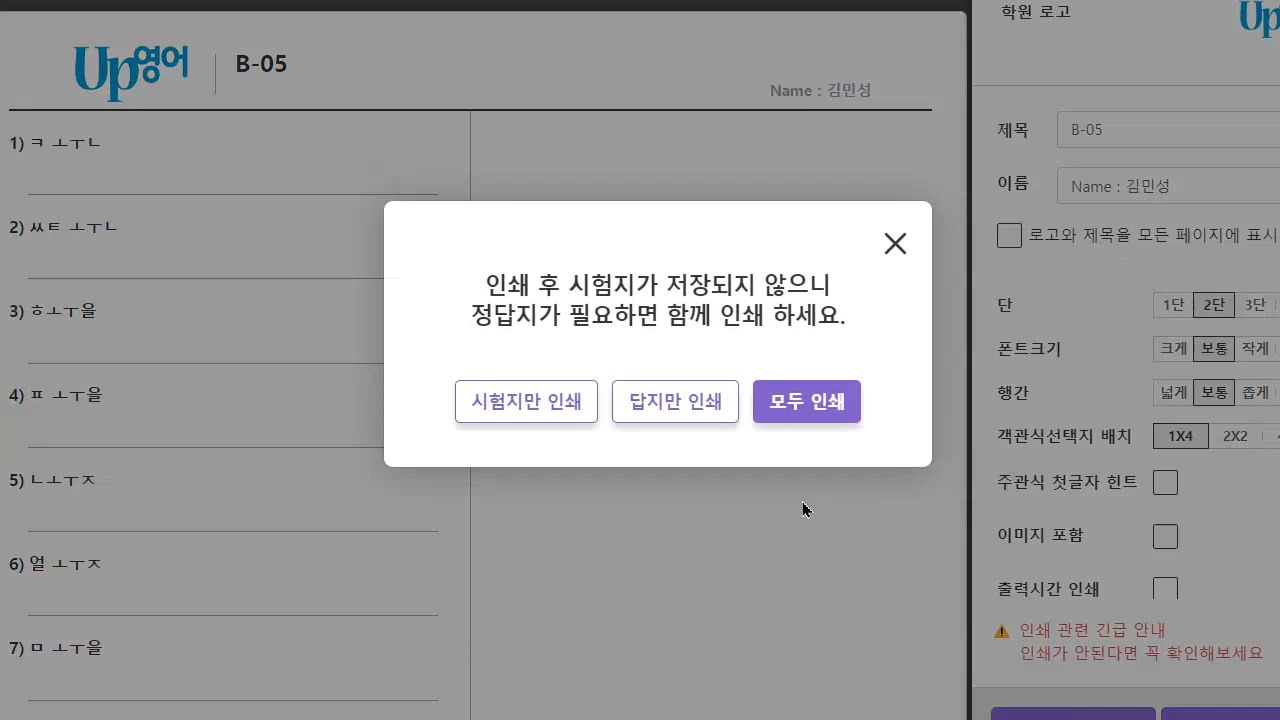 Up영어
B-05
Name : 김민성
1) ㅋ ㅗㅜㄴ
2) ㅆㅌ ㅗㅜㄴ
3) ㅎㅗㅜ을
4) ㅍ ㅗㅜ을
5) ㄴㅗㅜㅈ
6) 얼 ㅗㅜㅈ
7) ㅁ ㅗㅜ을
인쇄 후 시험지가 저장되지 않으니
정답지가 필요하면 함께 인쇄 하세요.
시험지만 인쇄
답지만 인쇄
모두 인쇄
학원 로고
Up
제목
B-05
이름
Name : 김민성
로고와 제목을 모든 페이지에 표시
단
1단 2단 3단
폰트크기
크게 보통 작게
행간
넓게 보통 좁게
객관식선택지 배치
1X4 2X2
주관식 첫글자 힌트
이미지 포함
출력시간 인쇄
인쇄 관련 긴급 안내
인쇄가 안된다면 꼭 확인해보세요